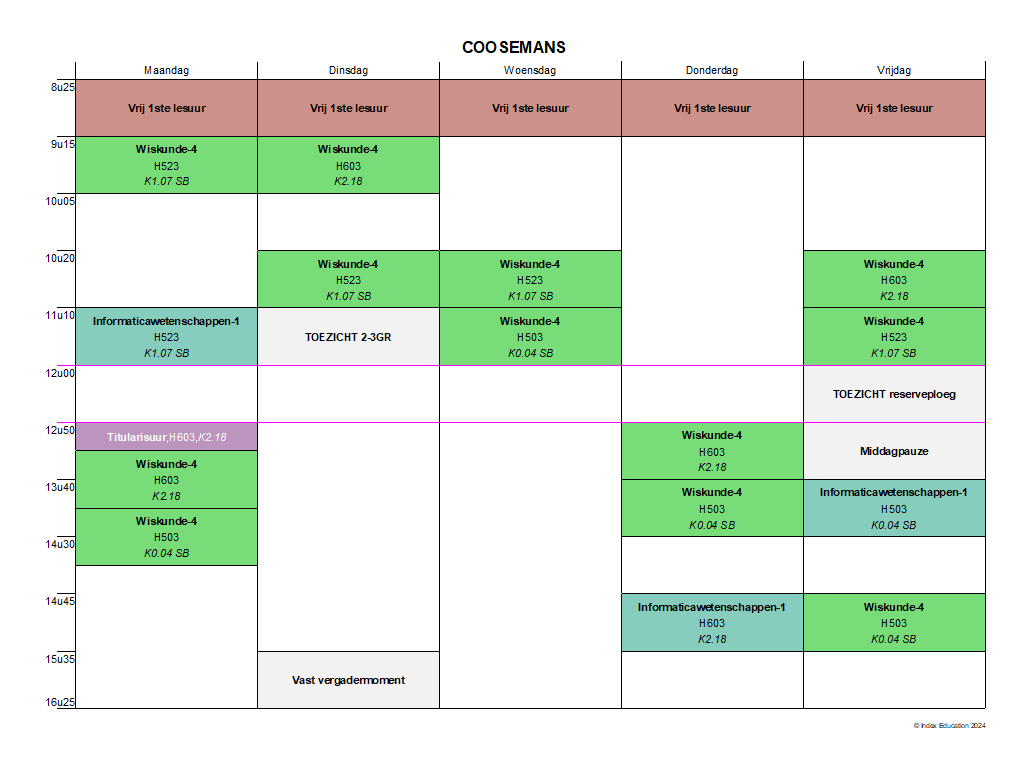 COOSEMANS
Maandag Dinsdag Woensdag Donderdag Vrijdag
8u25
Vrij 1ste lesuur Vrij 1ste lesuur Vrij 1ste lesuur Vrij 1ste lesuur Vrij 1ste lesuur
9u15
Wiskunde-4 Wiskunde-4
H523 H603
K1.07 SB K2.18
10u05
10u20
Wiskunde-4 Wiskunde-4 Wiskunde-4
H523 H523 H603
K1.07 SB K1.07 SB K2.18
11u10
Informaticawetenschappen-1 TOEZICHT 2-3GR Wiskunde-4 Wiskunde-4
H523 H503 H523
K1.07 SB K0.04 SB K1.07 SB
12u00
TOEZICHT reserveploeg
12u50
Titularisuur,H603,K2.18 Wiskunde-4 Middagpauze
H603
K2.18
Wiskunde-4
H603
K2.18
13u40
Wiskunde-4 Informaticawetenschappen-1
H503 H503
K0.04 SB K0.04 SB
Wiskunde-4
H503
K0.04 SB
14u30
14u45
Informaticawetenschappen-1 Wiskunde-4
H603 H503
K2.18 K0.04 SB
15u35
Vast vergadermoment
16u25
© Index Education 2024